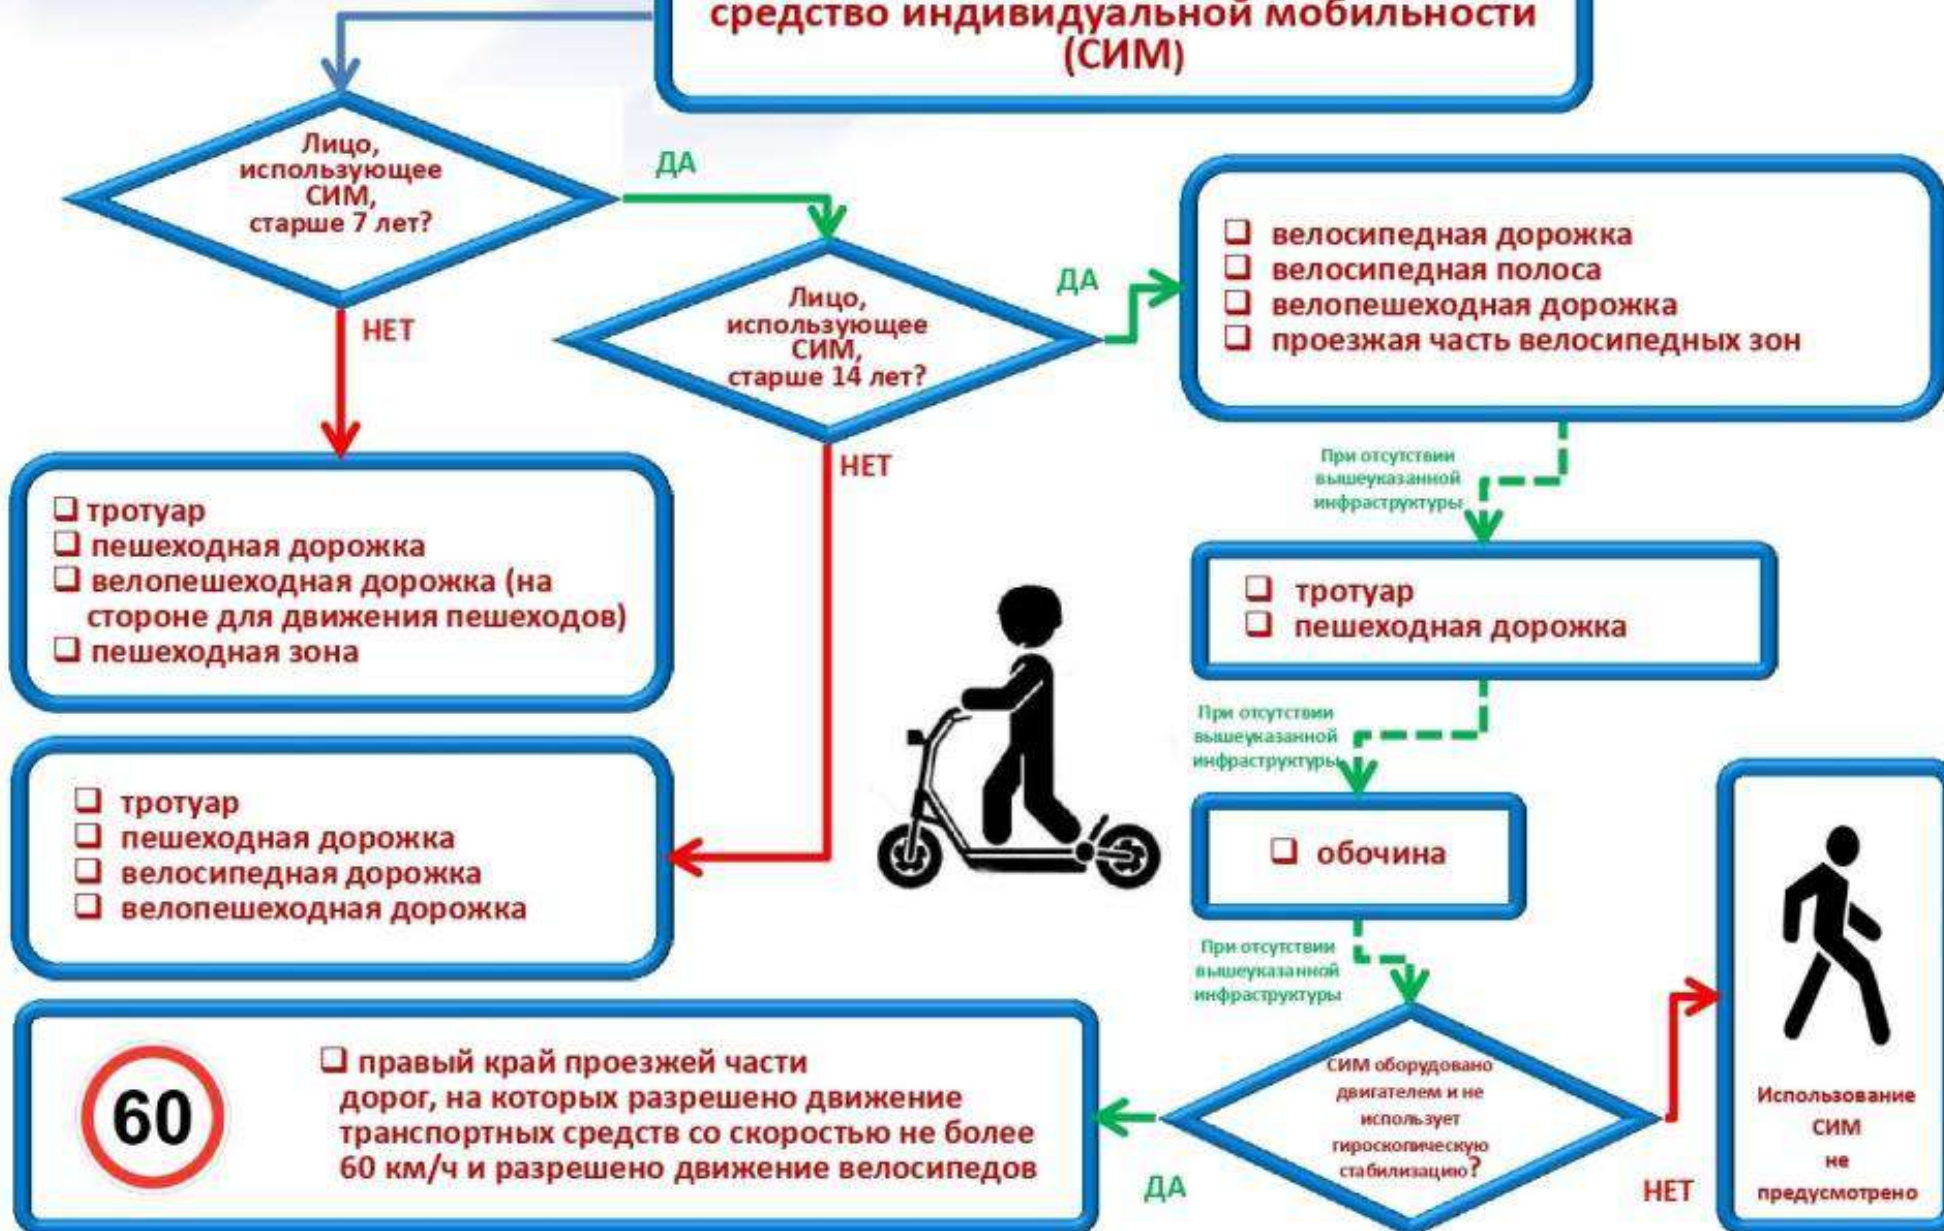 средство индивидуальной мобильности
(СИМ)
Лицо,
использующее
СИМ,
старше 7 лет?
ДА
НЕТ
Лицо,
использующее
СИМ,
старше 14 лет?
ДА
НЕТ
велосипедная дорожка
велосипедная полоса
велопешеходная дорожка
проезжая часть велосипедных зон
При отсутствии
вышеуказанной
инфраструктуры
тротуар
пешеходная дорожка
велопешеходная дорожка (на
стороне для движения пешеходов)
пешеходная зона
тротуар
пешеходная дорожка
При отсутствии
вышеуказанной
инфраструктуры
тротуар
пешеходная дорожка
велосипедная дорожка
велопешеходная дорожка
обочина
При отсутствии
вышеуказанной
инфраструктуры
60
правый край проезжей части
дорог, на которых разрешено движение
транспортных средств со скоростью не более
60 км/ч и разрешено движение велосипедов
СИМ оборудовано
двигателем и не
использует
гироскопическую
стабилизацию?
ДА
НЕТ
Использование
СИМ
не
предусмотрено